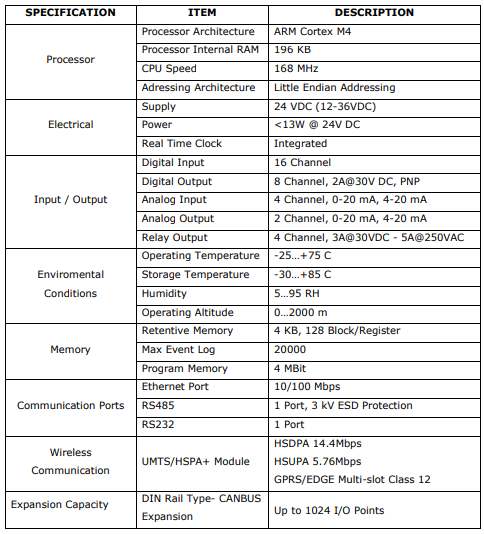 SPECIFICATION ITEM DESCRIPTION
Processor
Processor Architecture ARM Cortex M4
Processor Internal RAM 196 KB
CPU Speed 168 MHz
Adressing Architecture Little Endian Addressing
Electrical
Supply 24 VDC (12-36VDC)
Power <13W @ 24V DC
Real Time Clock Integrated
Input / Output
Digital Input 16 Channel
Digital Output 8 Channel, 2A@30V DC, PNP
Analog Input 4 Channel, 0-20 mA, 4-20 mA
Analog Output 2 Channel, 0-20 mA, 4-20 mA
Relay Output 4 Channel, 3A@30VDC - 5A@250VAC
Enviromental
Conditions
Operating Temperature -25…+75 C
Storage Temperature -30…+85 C
Humidity 5…95 RH
Operating Altitude 0…2000 m
Memory
Retentive Memory 4 KB, 128 Block/Register
Max Event Log 20000
Program Memory 4 MBit
Communication Ports
Ethernet Port 10/100 Mbps
RS485 1 Port, 3 kV ESD Protection
RS232 1 Port
Wireless
Communication
UMTS/HSPA+ Module
HSDPA 14.4Mbps
HSUPA 5.76Mbps
GPRS/EDGE Multi-slot Class 12
Expansion Capacity
DIN Rail Type- CANBUS
Expansion
Up to 1024 I/O Points